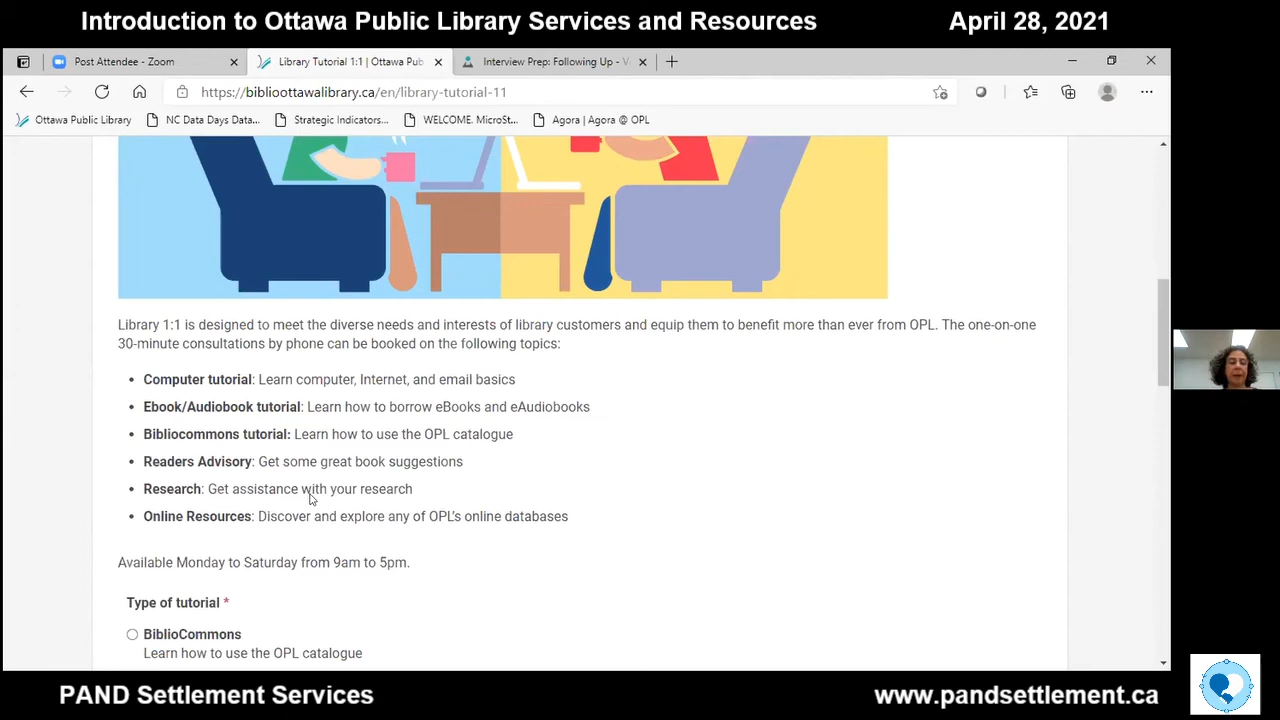 Introduction to Ottawa Public Library Services and Resources
April 28, 2021
Post Attendee - Zoom
Library Tutorial 1:1 | Ottawa Pub
Interview Prep: Following Up - V
https://biblioottawalibrary.ca/en/library-tutorial-11
Ottawa Public Library
NC Data Days Data...
Strategic Indicators...
WELCOME. MicroSt...
Agora | Agora @ OPL
Library 1:1 is designed to meet the diverse needs and interests of library customers and equip them to benefit more than ever from OPL. The one-on-one
30-minute consultations by phone can be booked on the following topics:
• Computer tutorial: Learn computer, Internet, and email basics
• Ebook/Audiobook tutorial: Learn how to borrow eBooks and eAudiobooks
• Bibliocommons tutorial: Learn how to use the OPL catalogue
• Readers Advisory: Get some great book suggestions
• Research: Get assistance with your research
• Online Resources: Discover and explore any of OPL's online databases
Available Monday to Saturday from 9am to 5pm.
Type of tutorial *
BiblioCommons
Learn how to use the OPL catalogue
PAND Settlement Services
www.pandsettlement.ca